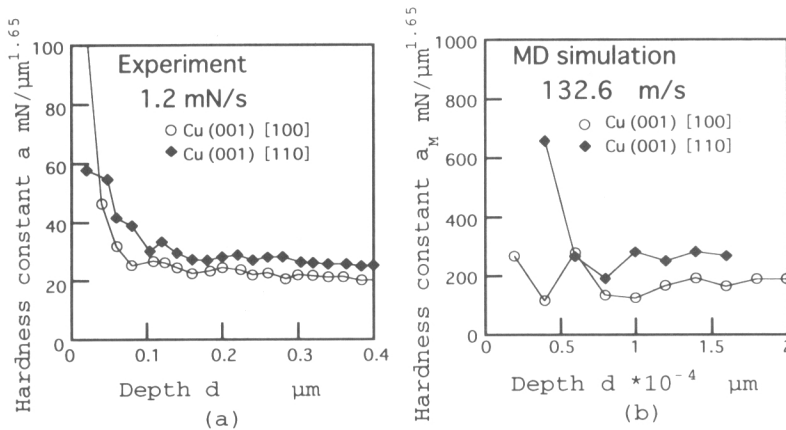 Hardness constant a mN/μm1.65
100
80
60
40
20
0
Experiment
1.2 mN/s
Cu (001) [100]
Cu (001) [110]
0
0.1
0.2
0.3
0.4
Depth d μm
(a)
Hardness constant aM mN/μm1.65
1000
800
600
400
200
0
MD simulation
132.6 m/s
Cu (001) [100]
Cu (001) [110]
0
0.5
1
1.5
2
Depth d *10-4 μm
(b)